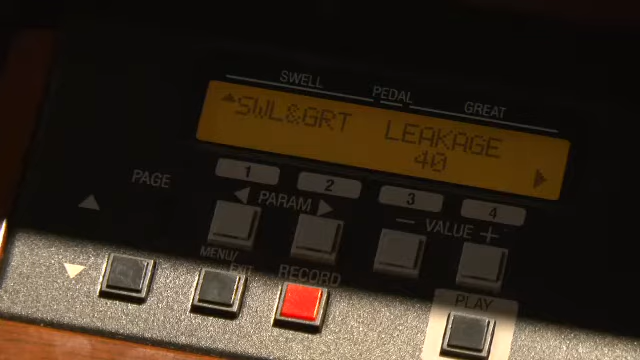 SWELL PEDAL GREAT
SWL&GRT LEAKAGE
40
1 2 3 4
PAGE PARAM − VALUE +
MENU/
RECORD
PLAY